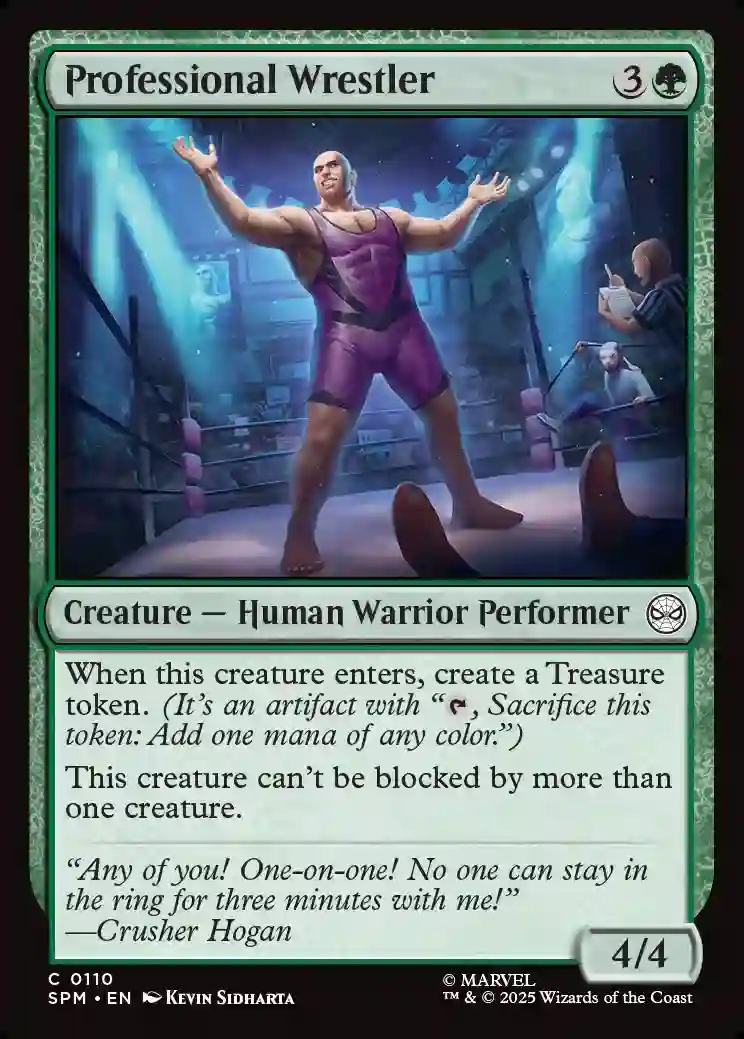 Professional Wrestler 3
Creature — Human Warrior Performer
When this creature enters, create a Treasure
token. (It's an artifact with “, Sacrifice this
token: Add one mana of any color.”)
This creature can't be blocked by more than
one creature.
“Any of you! One-on-one! No one can stay in
the ring for three minutes with me!”
—Crusher Hogan
4/4
C 0110
SPM • EN Kevin Sidharta
© MARVEL
™ & © 2025 Wizards of the Coast